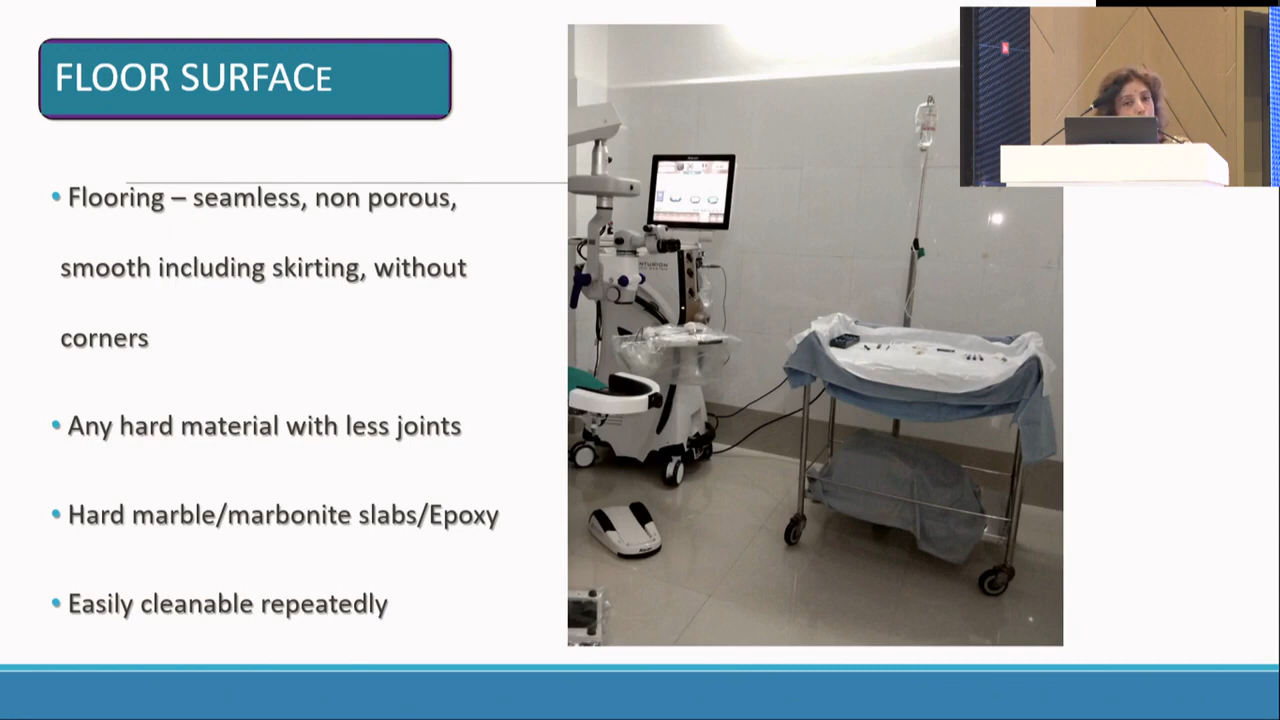 FLOOR SURFACE
• Flooring – seamless, non porous,
smooth including skirting, without
corners
• Any hard material with less joints
• Hard marble/marbonite slabs/Epoxy
• Easily cleanable repeatedly